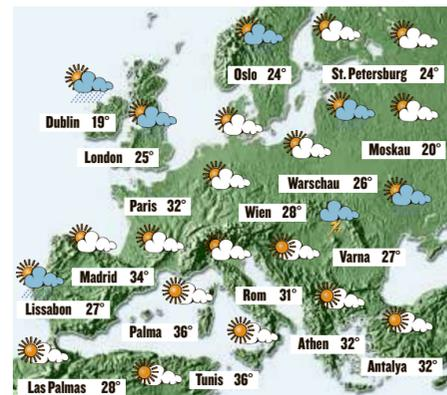 Oslo 24°
St. Petersburg 24°
Dublin 19°
London 25°
Moskau 20°
Warschau 26°
Paris 32°
Wien 28°
Varna 27°
Madrid 34°
Lissabon 27°
Rom 31°
Palma 36°
Athen 32°
Antalya 32°
Las Palmas 28°
Tunis 36°